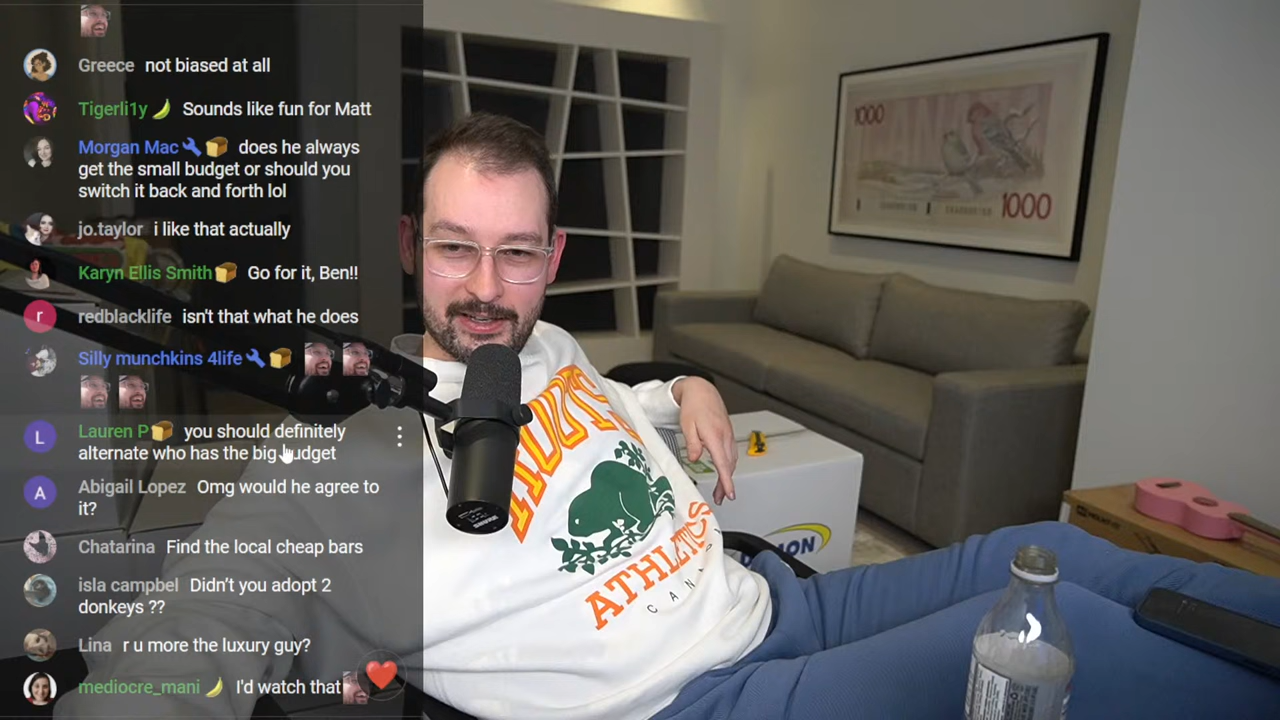 Greece not biased at all
Tigerli1y Sounds like fun for Matt
Morgan Mac does he always
get the small budget or should you
switch it back and forth lol
jo.taylor i like that actually
Karyn Ellis Smith Go for it, Ben!!
r redblacklife isn't that what he does
Silly munchkins 4life
L Lauren P you should definitely
alternate who has the big budget
A Abigail Lopez Omg would he agree to
it?
Chatarina Find the local cheap bars
isla campbel Didn't you adopt 2
donkeys ??
Lina r u more the luxury guy?
mediocre_mani I'd watch that
1000
1000
ATHLETICS